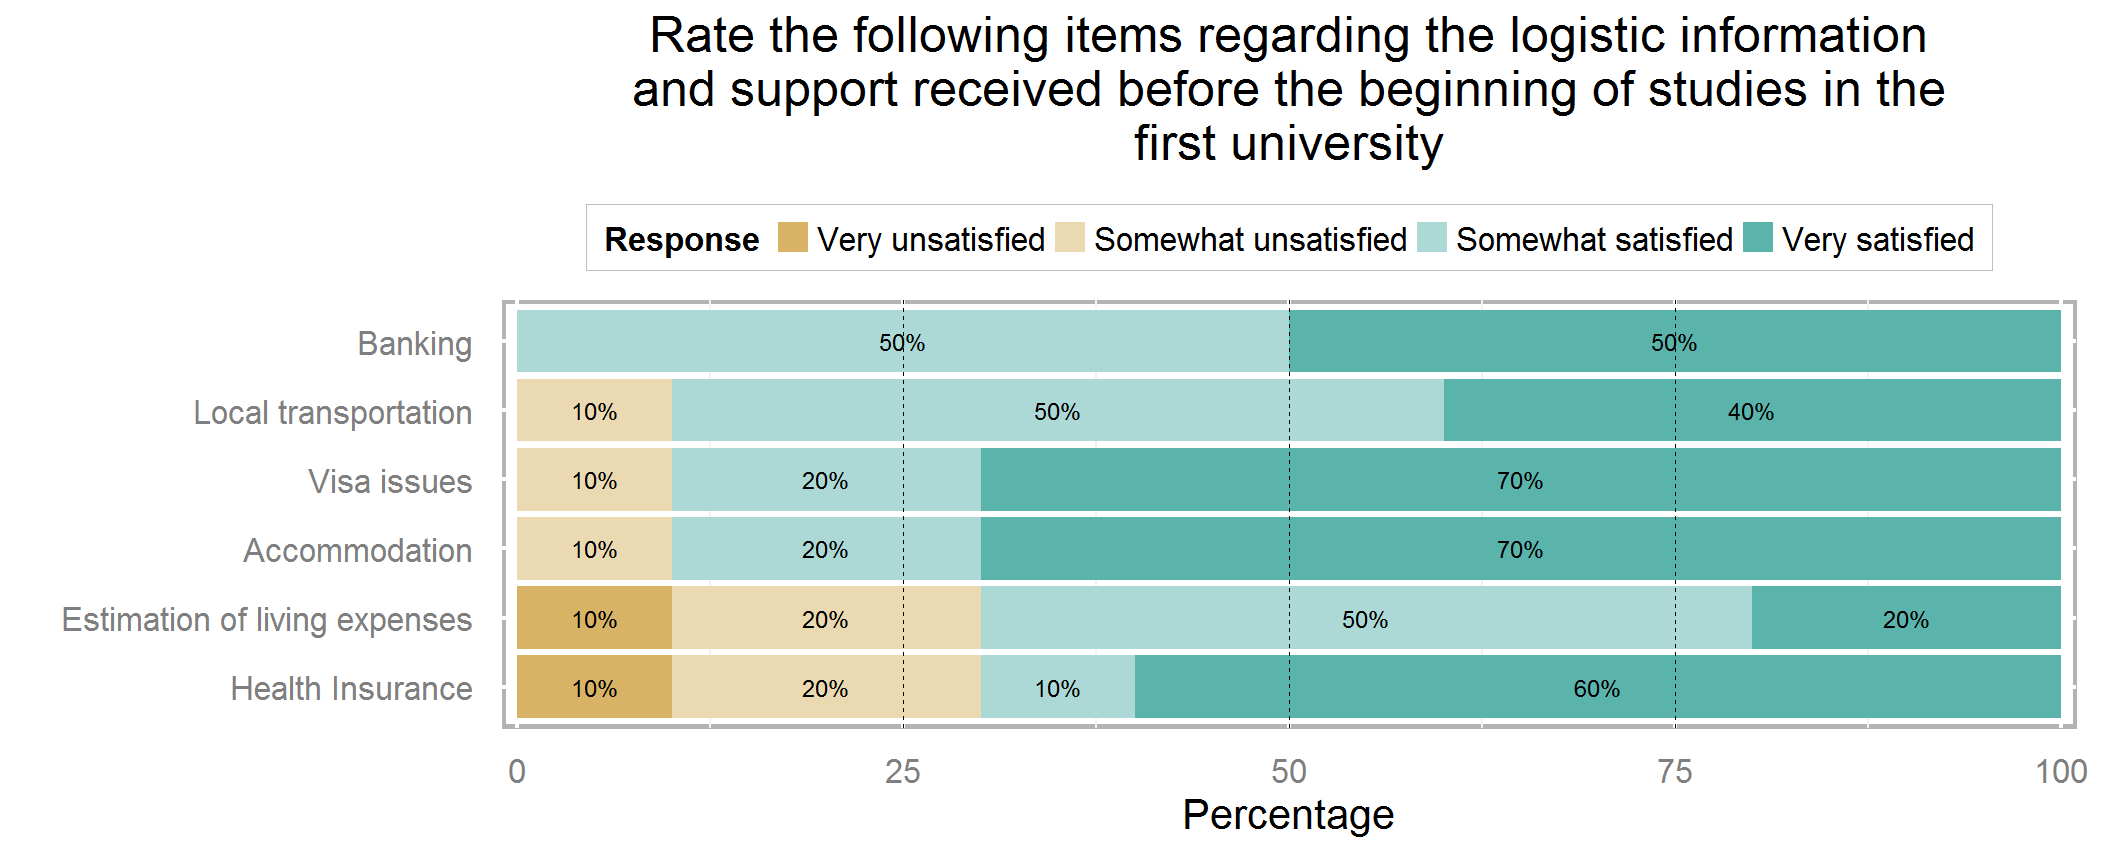 Rate the following items regarding the logistic information
and support received before the beginning of studies in the
first university
Response Very unsatisfied Somewhat unsatisfied Somewhat satisfied Very satisfied
Banking 50% 50%
Local transportation 10% 50% 40%
Visa issues 10% 20% 70%
Accommodation 10% 20% 70%
Estimation of living expenses 10% 20% 50% 20%
Health Insurance 10% 20% 10% 60%
0 25 50 75 100
Percentage